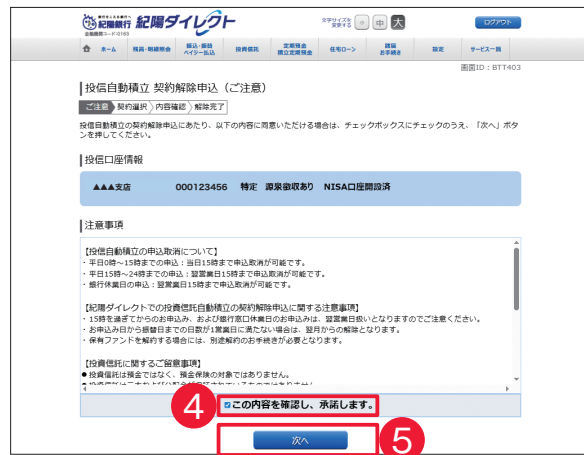 銀行をこえる銀行へ
紀陽銀行 紀陽ダイレクト
金融機関コード:0163
文字サイズを変更する 小 中 大
ログアウト
ホーム 残高・明細照会 振込・振替 ペイジー払込 投資信託 定期預金 積立定期預金 住宅ローン 諸届 お手続き 設定 サービス一覧
画面ID:BTT403
投信自動積立 契約解除申込(ご注意)
ご注意 契約選択 内容確認 解除完了
投信自動積立の契約解除申込にあたり、以下の内容に同意いただける場合は、チェックボックスにチェックのうえ、「次へ」ボタ
ンを押してください。
投信口座情報
▲▲▲支店 000123456 特定 源泉徴収あり NISA口座開設済
注意事項
【投信自動積立の申込取消について】
・平日0時~15時までの申込:当日15時まで申込取消が可能です。
・平日15時~24時までの申込:翌営業日15時まで申込取消が可能です。
・銀行休業日の申込:翌営業日15時まで申込取消が可能です。
【紀陽ダイレクトでの投資信託自動積立の契約解除申込に関する注意事項】
・15時を過ぎてからのお申込み、および銀行窓口休業日のお申込みは、翌営業日扱いとなりますのでご注意ください。
・お申込み日から振替日までの日数が1営業日に満たない場合は、翌月からの解除となります。
・保有ファンドを解約する場合には、別途解約のお手続きが必要となります。
【投資信託に関するご留意事項】
●投資信託は預金ではなく、預金保険の対象ではありません。
④ この内容を確認し、承諾します。
次へ ⑤